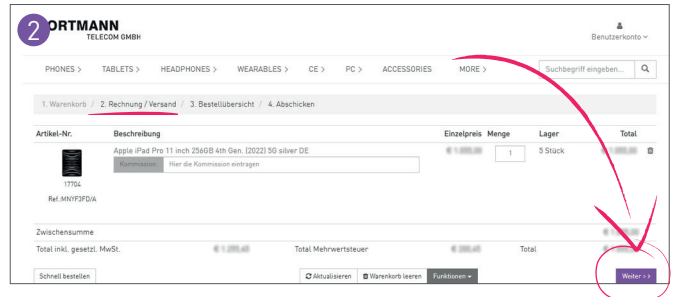 2
ORTMANN
TELECOM GMBH
Benutzerkonto
PHONES > TABLETS > HEADPHONES > WEARABLES > CE > PC > ACCESSORIES MORE > Suchbegriff eingeben...
1. Warenkorb / 2. Rechnung / Versand / 3. Bestellübersicht / 4. Abschicken
Artikel-Nr. Beschreibung Einzelpreis Menge Lager Total
Apple iPad Pro 11 inch 256GB 4th Gen. (2022) 5G silver DE 1 5 Stück
Kommission Hier die Kommission eintragen
17704
Ref.:MNYF3FD/A
Zwischensumme
Total inkl. gesetzl. MwSt. Total Mehrwertsteuer Total
Schnell bestellen Aktualisieren Warenkorb leeren Funktionen Weiter >>